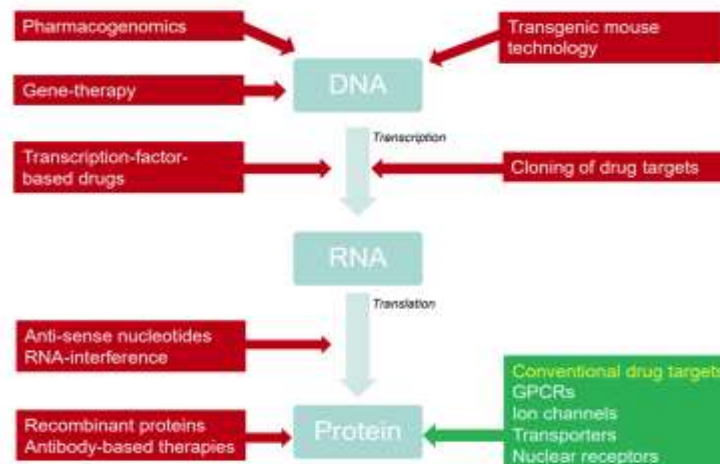 Pharmacogenomics
Transgenic mouse
technology
DNA
Gene-therapy
Transcription
Transcription-factor-
based drugs
Cloning of drug targets
RNA
Translation
Anti-sense nucleotides
RNA-interference
Conventional drug targets
GPCRs
Ion channels
Transporters
Nuclear receptors
Recombinant proteins
Antibody-based therapies
Protein